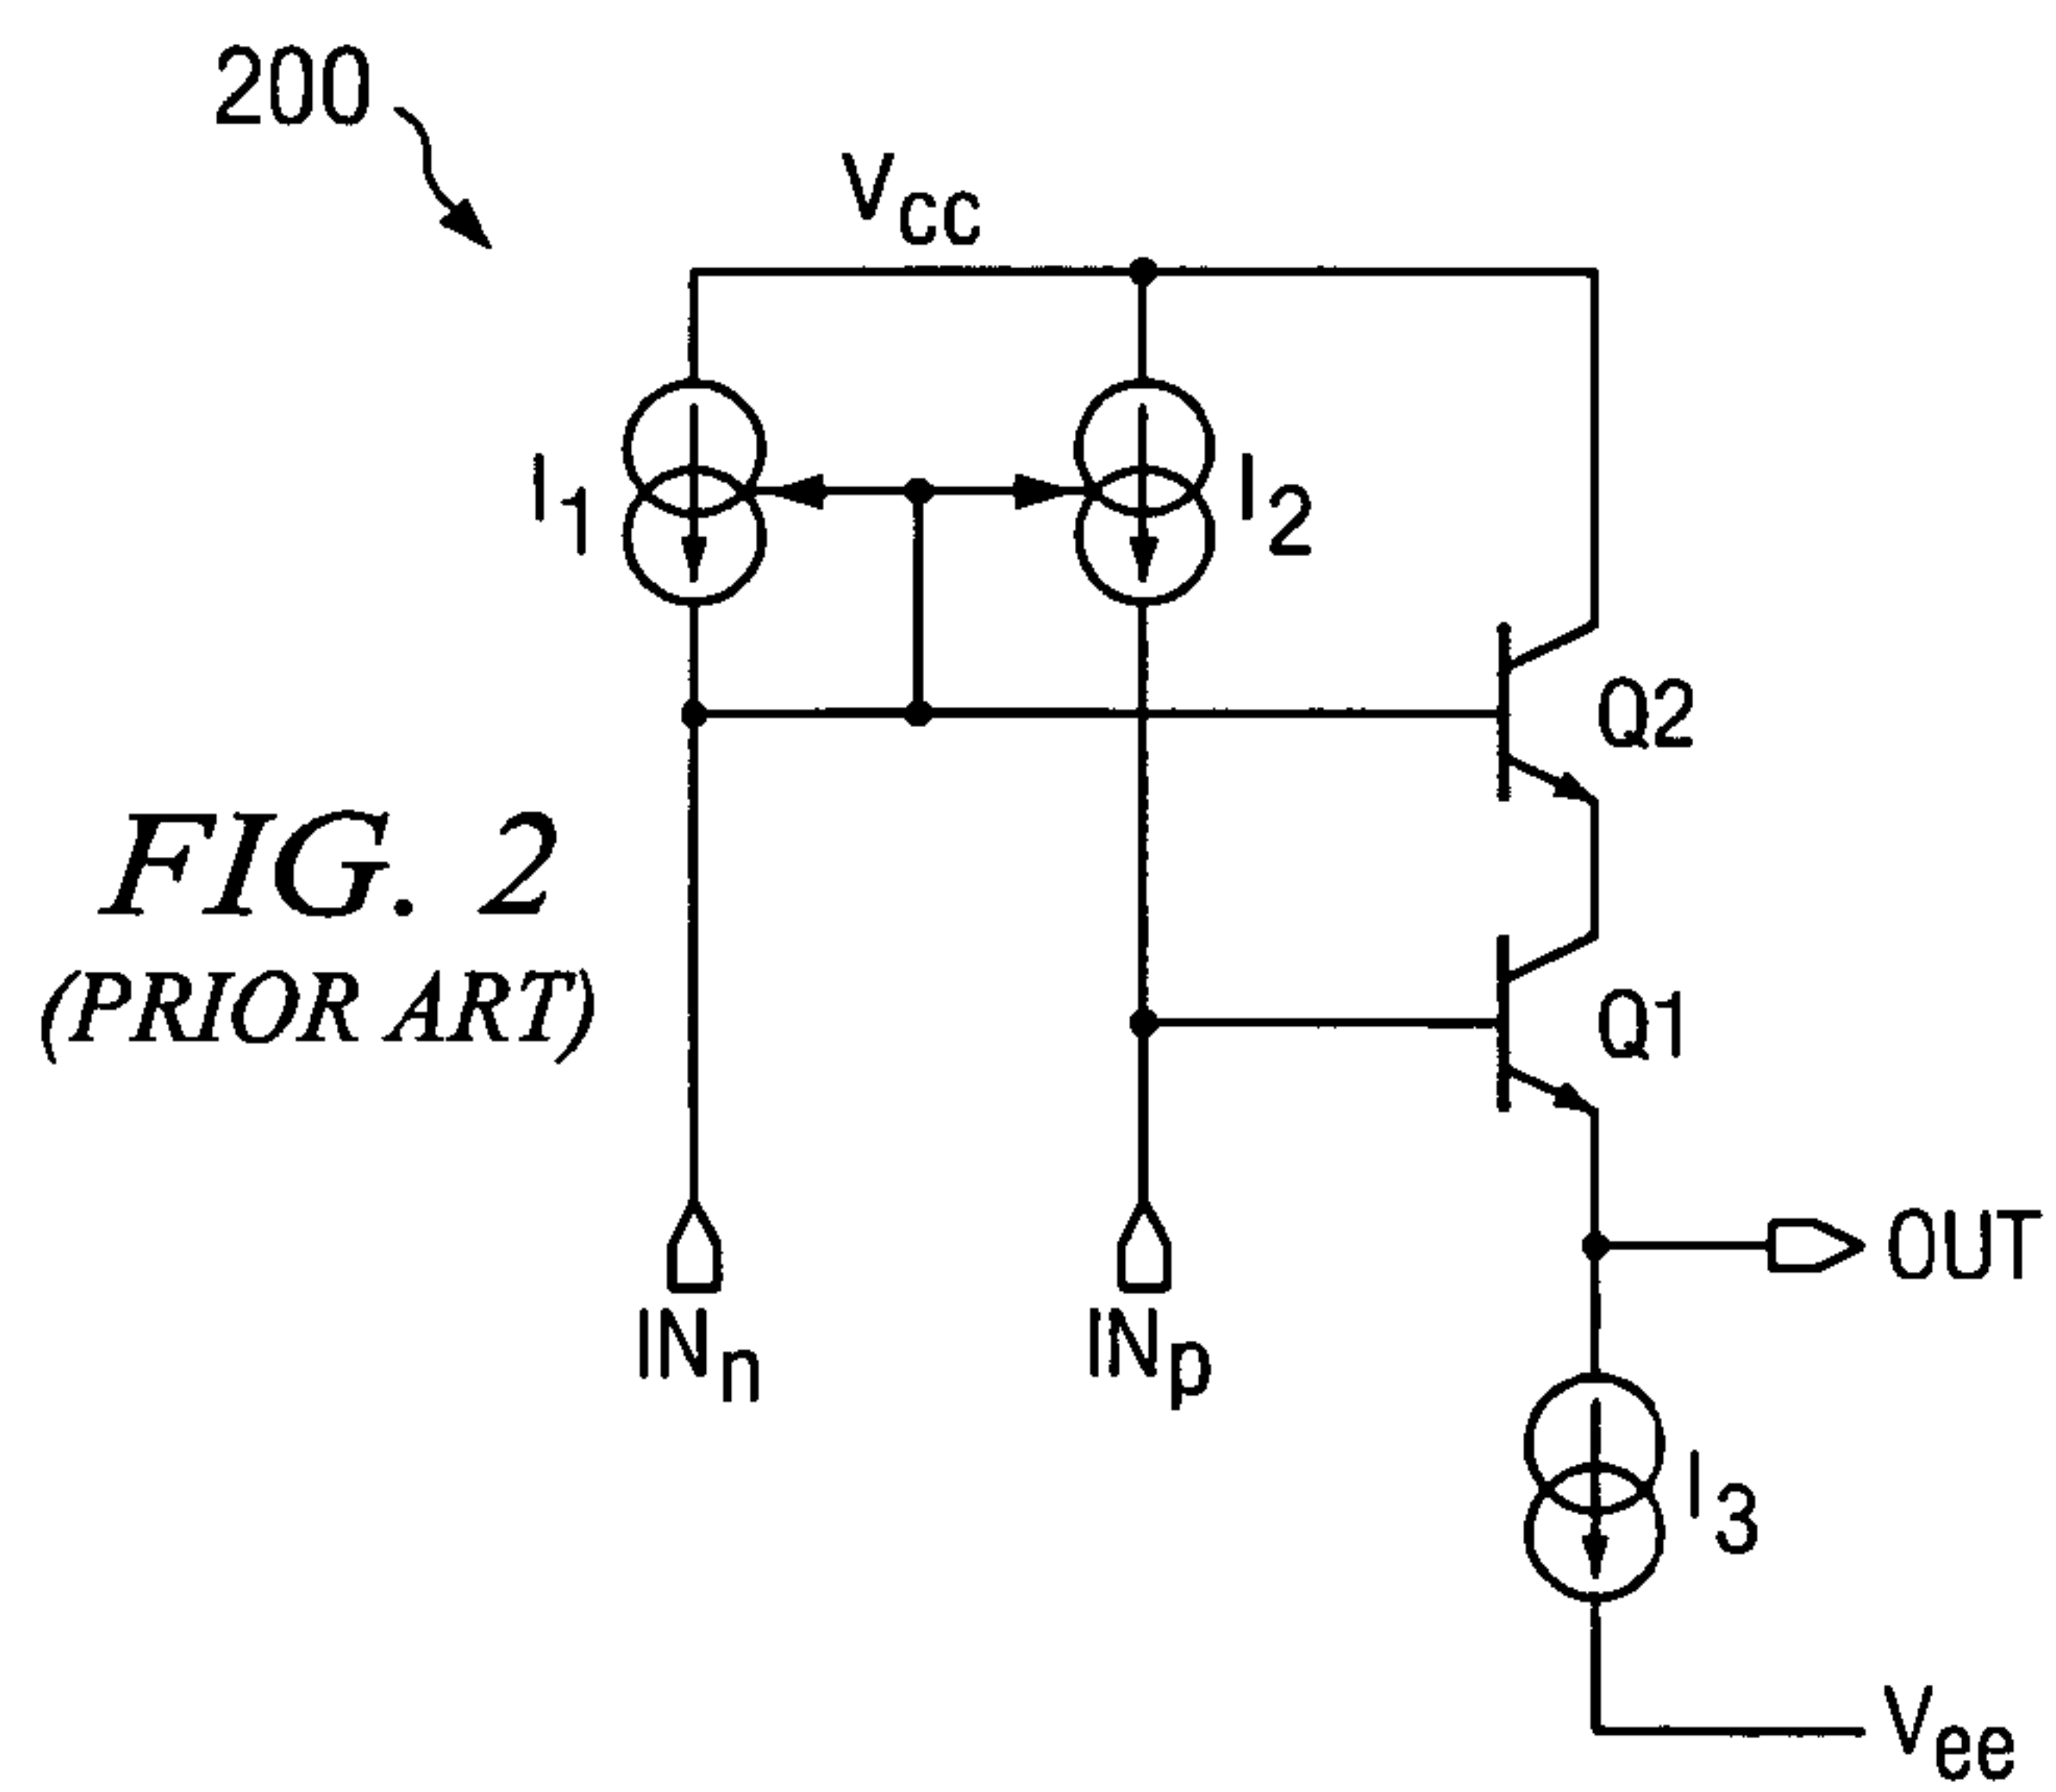 200
Vcc
I1
I2
Q2
FIG. 2
(PRIOR ART)
Q1
OUT
INn
INp
I3
Vee